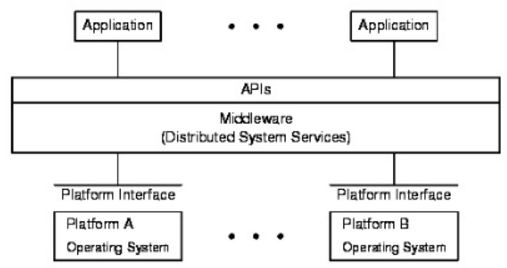 Application
Application
APIs
Middleware
(Distributed System Services)
Platform Interface
Platform Interface
Platform A
Operating System
Platform B
Operating System